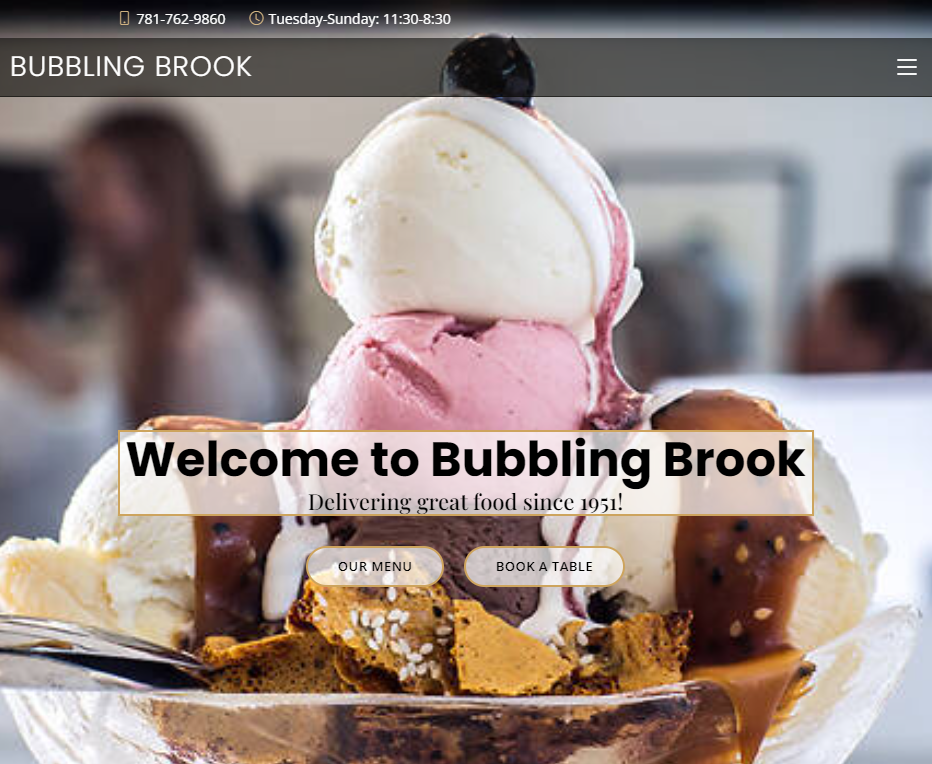 781-762-9860 Tuesday-Sunday: 11:30-8:30
BUBBLING BROOK
Welcome to Bubbling Brook
Delivering great food since 1951!
OUR MENU BOOK A TABLE